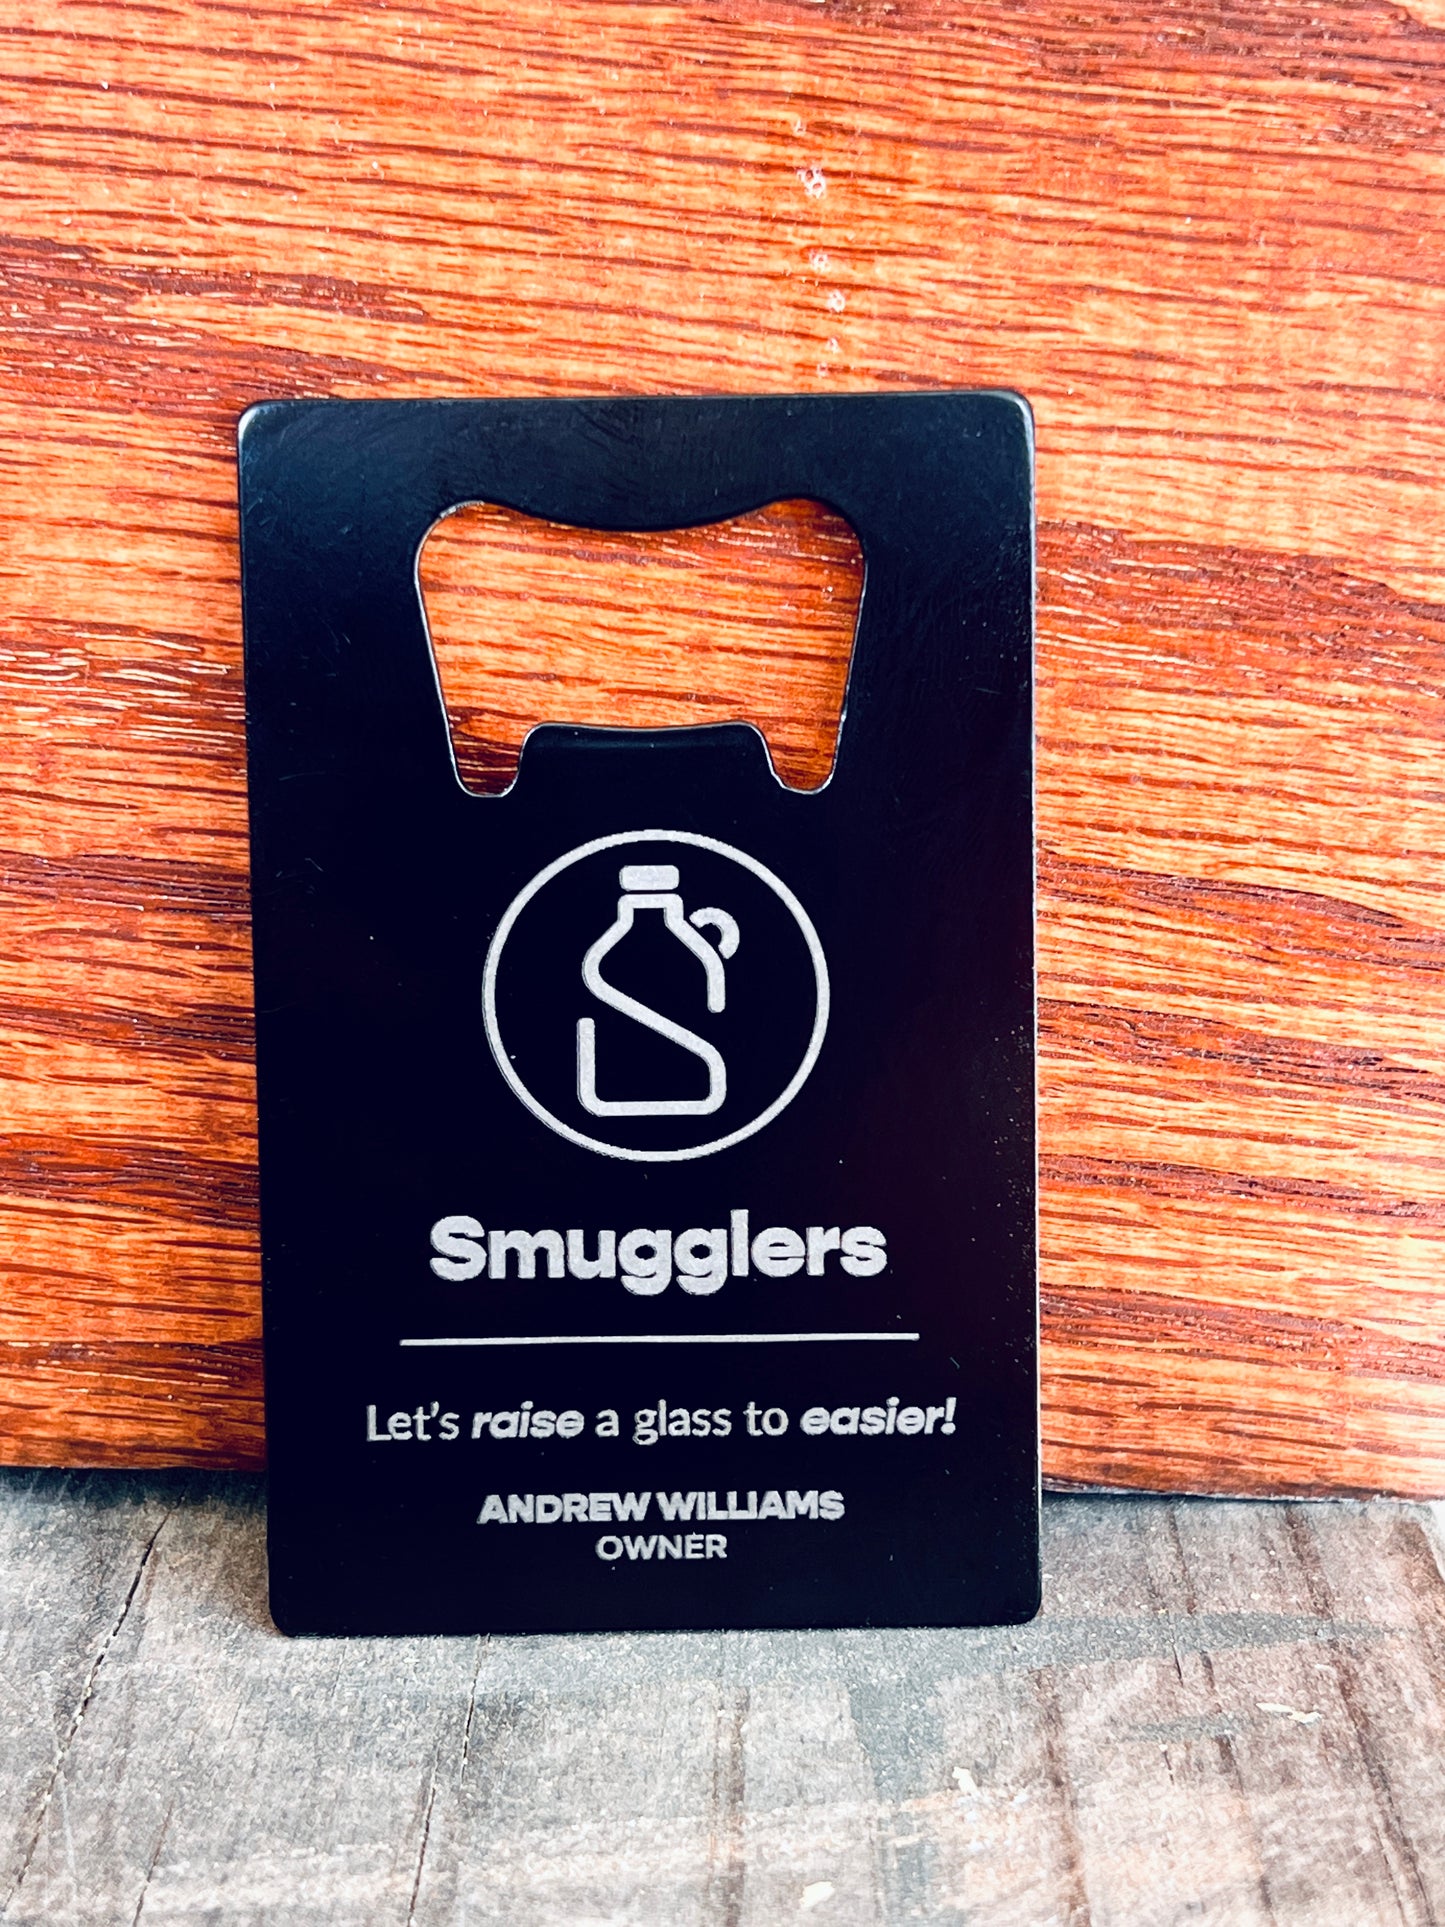 Smugglers
Let's raise a glass to easier!
ANDREW WILLIAMS
OWNER